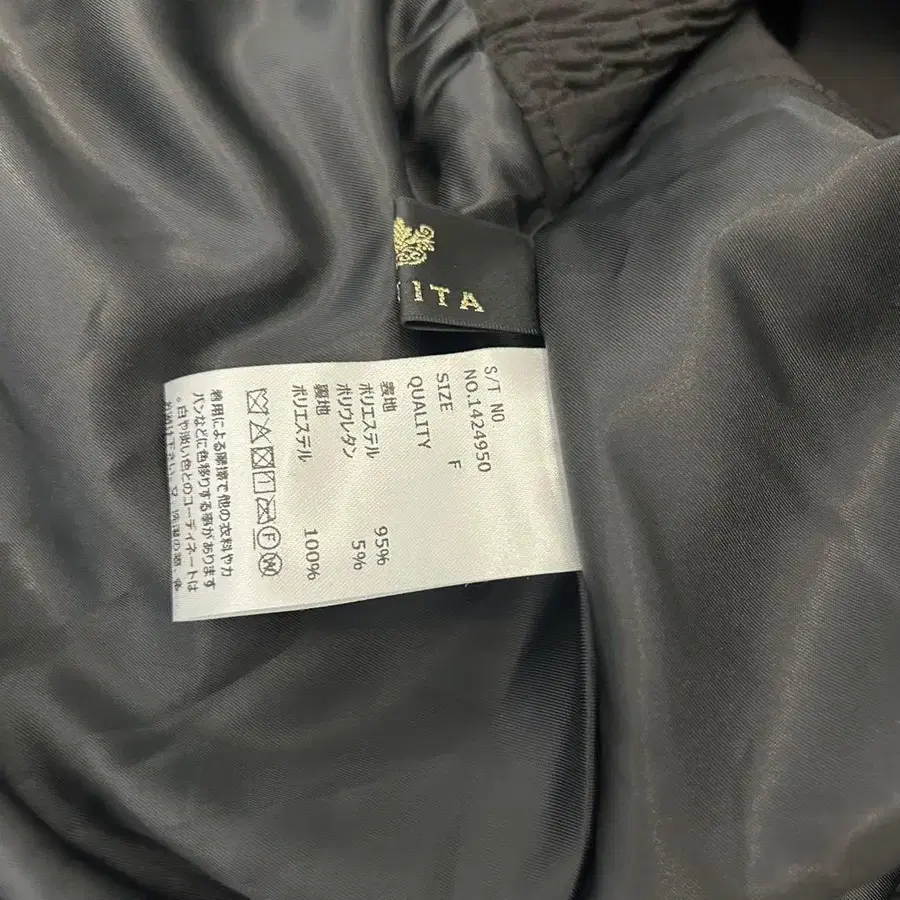 ITA
S/T NO
NO.1424950
SIZE F
QUALITY
表地
ポリエステル 95%
ポリウレタン 5%
裏地
ポリエステル 100%
着用による摩擦で他の衣料やカ
バンなどに色移りする事があります
。白や淡い色とのコーディネートは